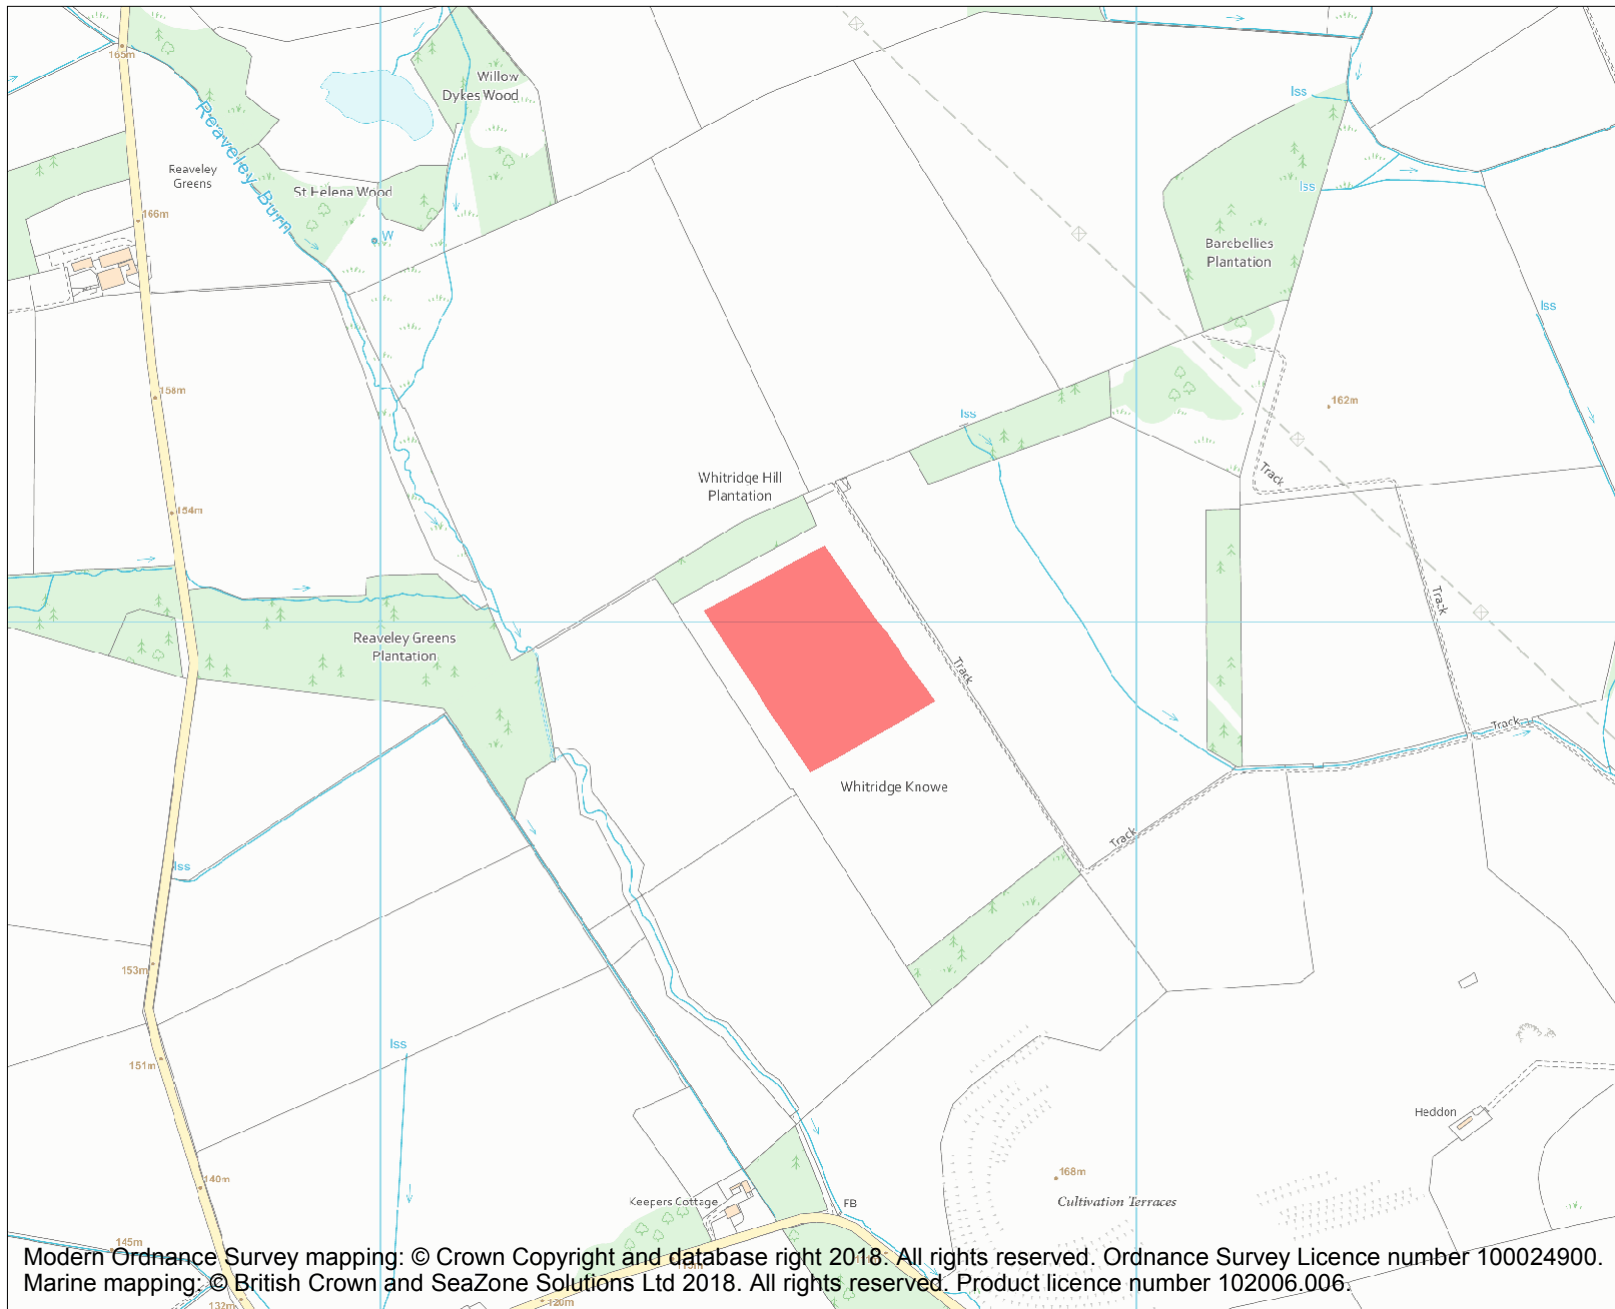 165m
Willow
Dykes Wood
Iss
Reaveley Burn
Reaveley
Greens
St Helena Wood
Iss
166m
W
Barebellies
Plantation
Iss
158m
162m
Iss
Whitridge Hill
Plantation
Track
154m
Track
Reaveley Greens
Plantation
Track
Track
Whitridge Knowe
Track
Iss
153m
Iss
151m
Heddon
168m
140m
Keepers Cottage
FB
Cultivation Terraces
145m
Modern Ordnance Survey mapping: © Crown Copyright and database right 2018. All rights reserved. Ordnance Survey Licence number 100024900.
Marine mapping: © British Crown and SeaZone Solutions Ltd 2018. All rights reserved. Product licence number 102006.006.
132m
120m